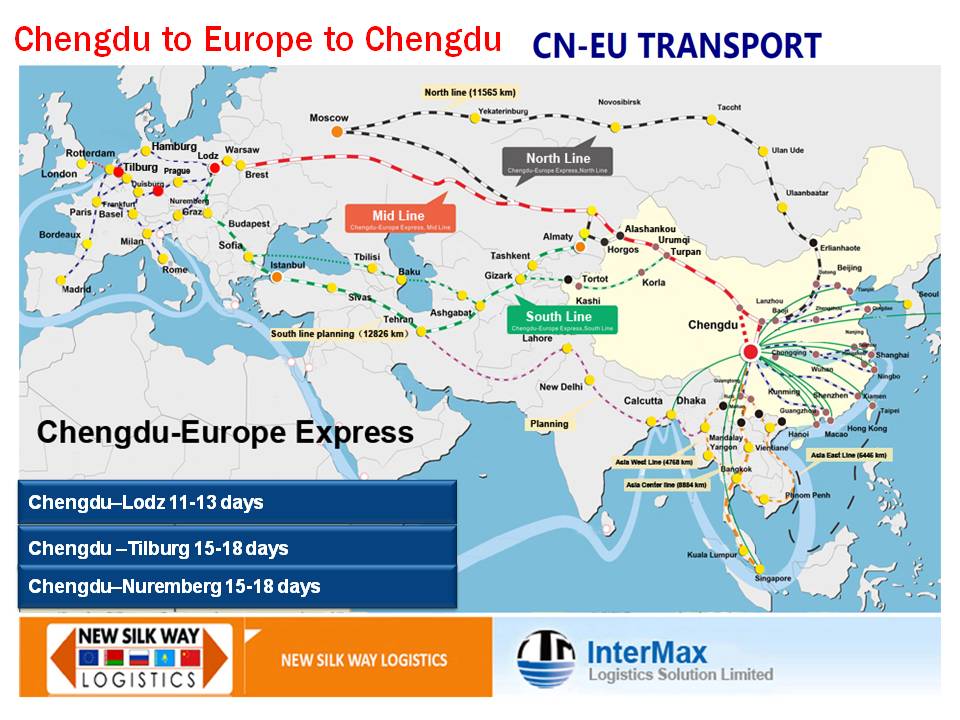 Chengdu to Europe to Chengdu
CN-EU TRANSPORT
North line (11565 km)
Yekaterinburg
Novosibirsk
Taccht
Moscow
Ulan Ude
North Line
Chengdu-Europe Express,North Line
Ulaanbaatar
Hamburg
Rotterdam
Lodz
Warsaw
London
Tilburg
Prague
Brest
Duisburg
Paris
Frankfurt
Basel
Nuremberg
Graz
Mid Line
Chengdu-Europe Express, Mid Line
Budapest
Bordeaux
Milan
Sofia
Rome
Madrid
Istanbul
Tbilisi
Baku
Sivas
Tehran
Ashgabat
Almaty
Tashkent
Gizark
Alashankou
Urumqi
Horgos
Turpan
Korla
Tortot
Kashi
Erlianhaote
Datong
Beijing
Tianjin
Seoul
South Line
Chengdu-Europe Express,South Line
South line planning（12826 km）
Lahore
Lanzhou
Baoji
Zhengzhou
Qingdao
Chengdu
Nanjing
Chongqing
Shanghai
Wuhan
Ningbo
New Delhi
Planning
Calcutta
Dhaka
Kunming
Shenzhen
Xiamen
Guangzhou
Taipei
Hong Kong
Macao
Hanoi
Mandalay
Yangon
Vientiane
Asia East Line (6446 km)
Asia West Line (4768 km)
Bangkok
Asia Center line (8884 km)
Phnom Penh
Kuala Lumpur
Singapore
Chengdu-Europe Express
Chengdu–Lodz 11-13 days
Chengdu –Tilburg 15-18 days
Chengdu–Nuremberg 15-18 days
NEW SILK WAY
LOGISTICS
NEW SILK WAY LOGISTICS
InterMax
Logistics Solution Limited